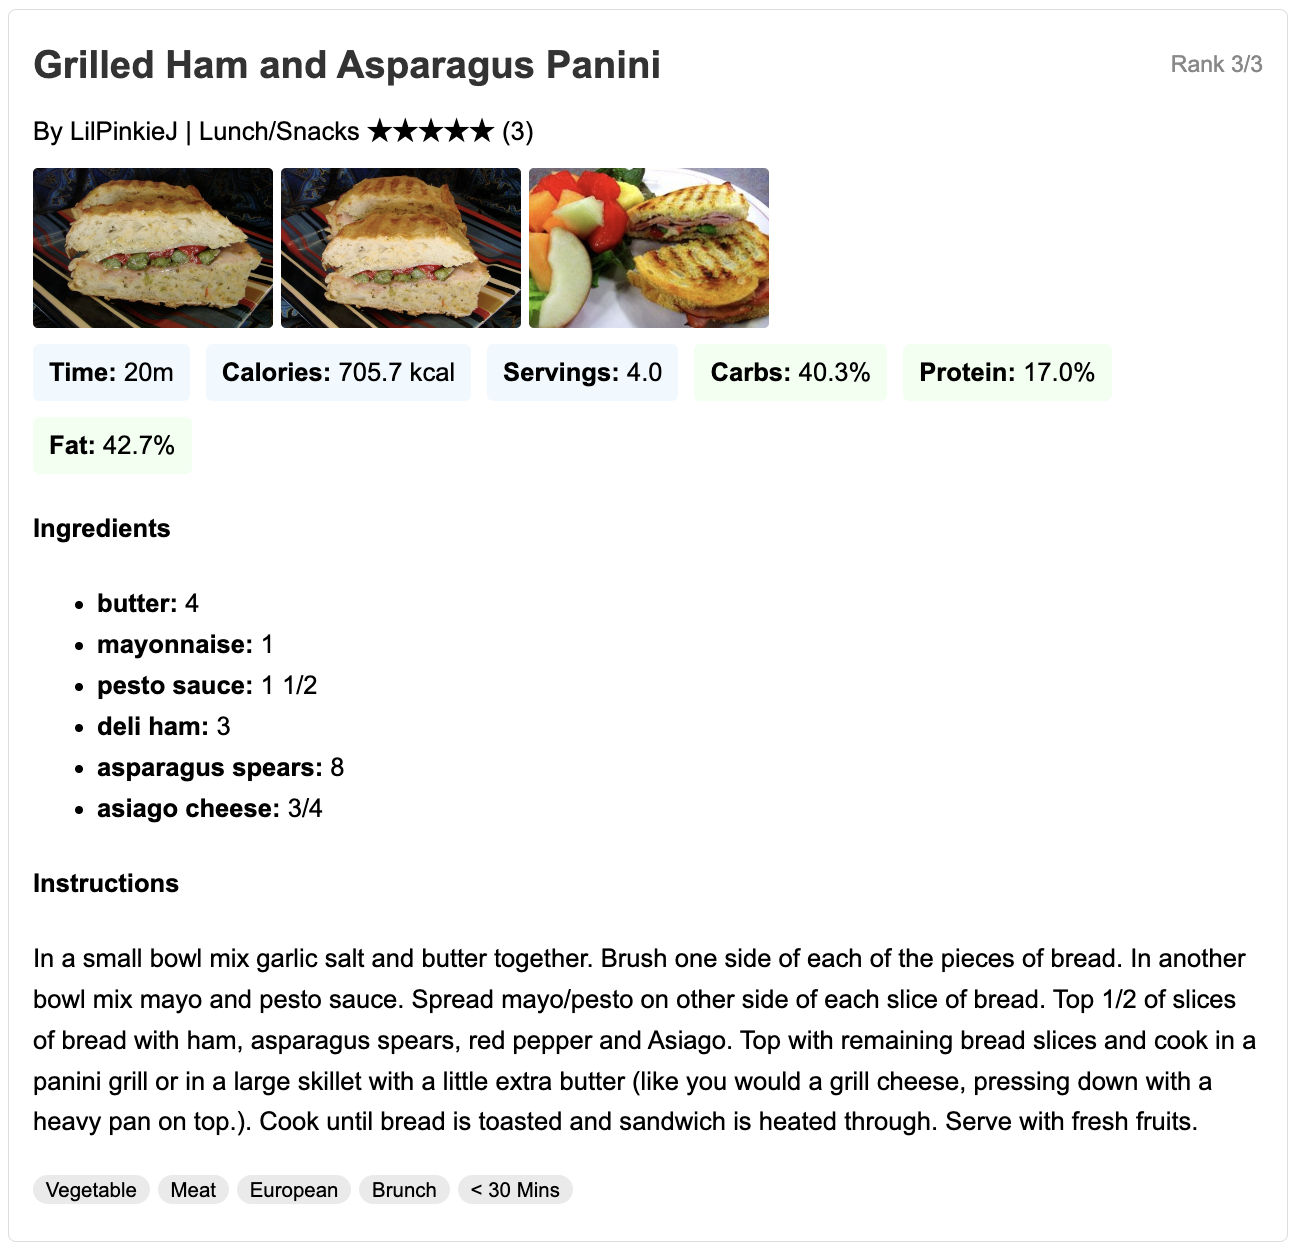 Grilled Ham and Asparagus Panini
Rank 3/3
By LilPinkieJ | Lunch/Snacks ★★★★★ (3)
Time: 20m
Calories: 705.7 kcal
Servings: 4.0
Carbs: 40.3%
Protein: 17.0%
Fat: 42.7%
Ingredients
• butter: 4
• mayonnaise: 1
• pesto sauce: 1 1/2
• deli ham: 3
• asparagus spears: 8
• asiago cheese: 3/4
Instructions
In a small bowl mix garlic salt and butter together. Brush one side of each of the pieces of bread. In another
bowl mix mayo and pesto sauce. Spread mayo/pesto on other side of each slice of bread. Top 1/2 of slices
of bread with ham, asparagus spears, red pepper and Asiago. Top with remaining bread slices and cook in a
panini grill or in a large skillet with a little extra butter (like you would a grill cheese, pressing down with a
heavy pan on top.). Cook until bread is toasted and sandwich is heated through. Serve with fresh fruits.
Vegetable
Meat
European
Brunch
< 30 Mins